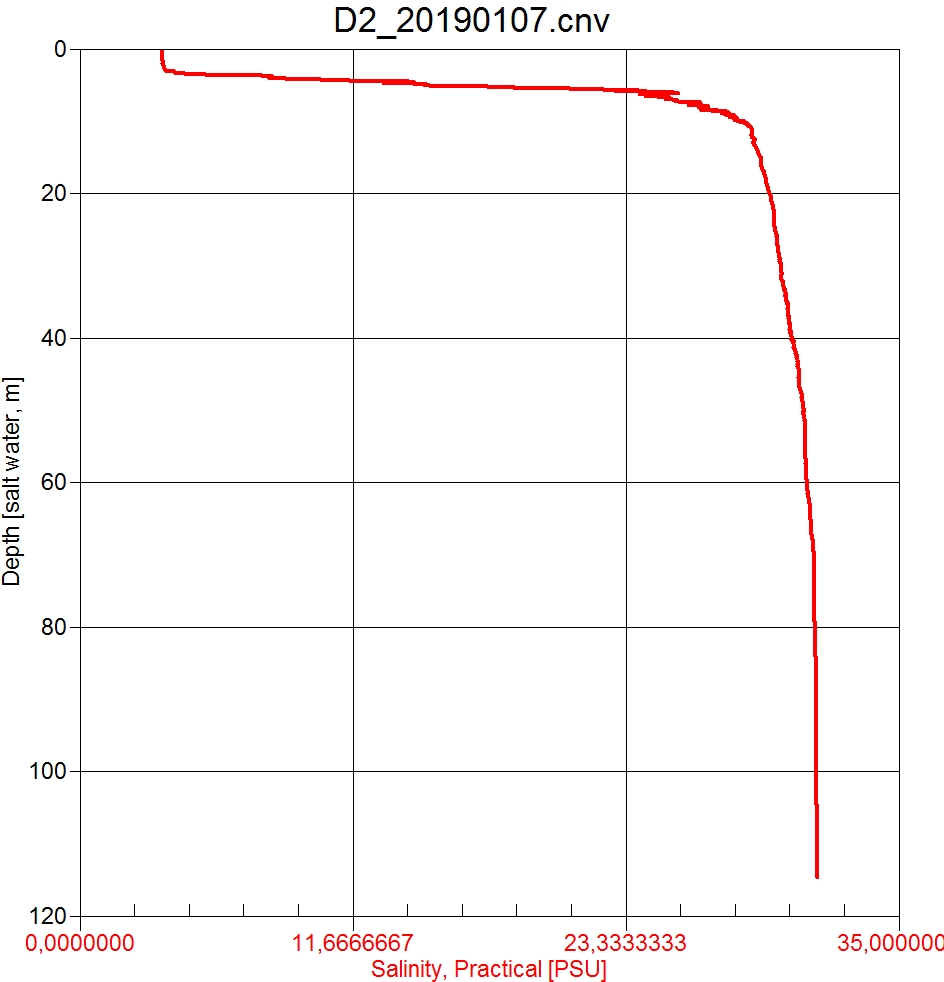 D2_20190107.cnv
0
20
40
60
80
100
120
Depth [salt water, m]
0,0000000 11,6666667 23,3333333 35,000000
Salinity, Practical [PSU]